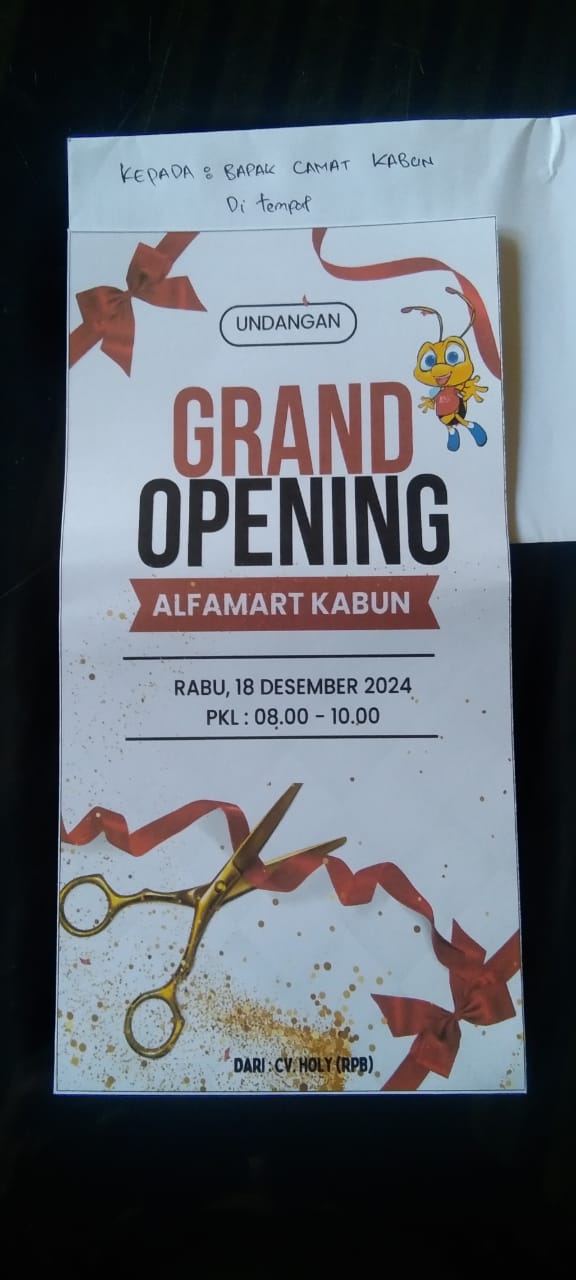 KEPADA : BAPAK CAMAT KABUN
Di tempat
UNDANGAN
GRAND
OPENING
ALFAMART KABUN
RABU, 18 DESEMBER 2024
PKL : 08.00 - 10.00
DARI : CV. HOLY (RPB)